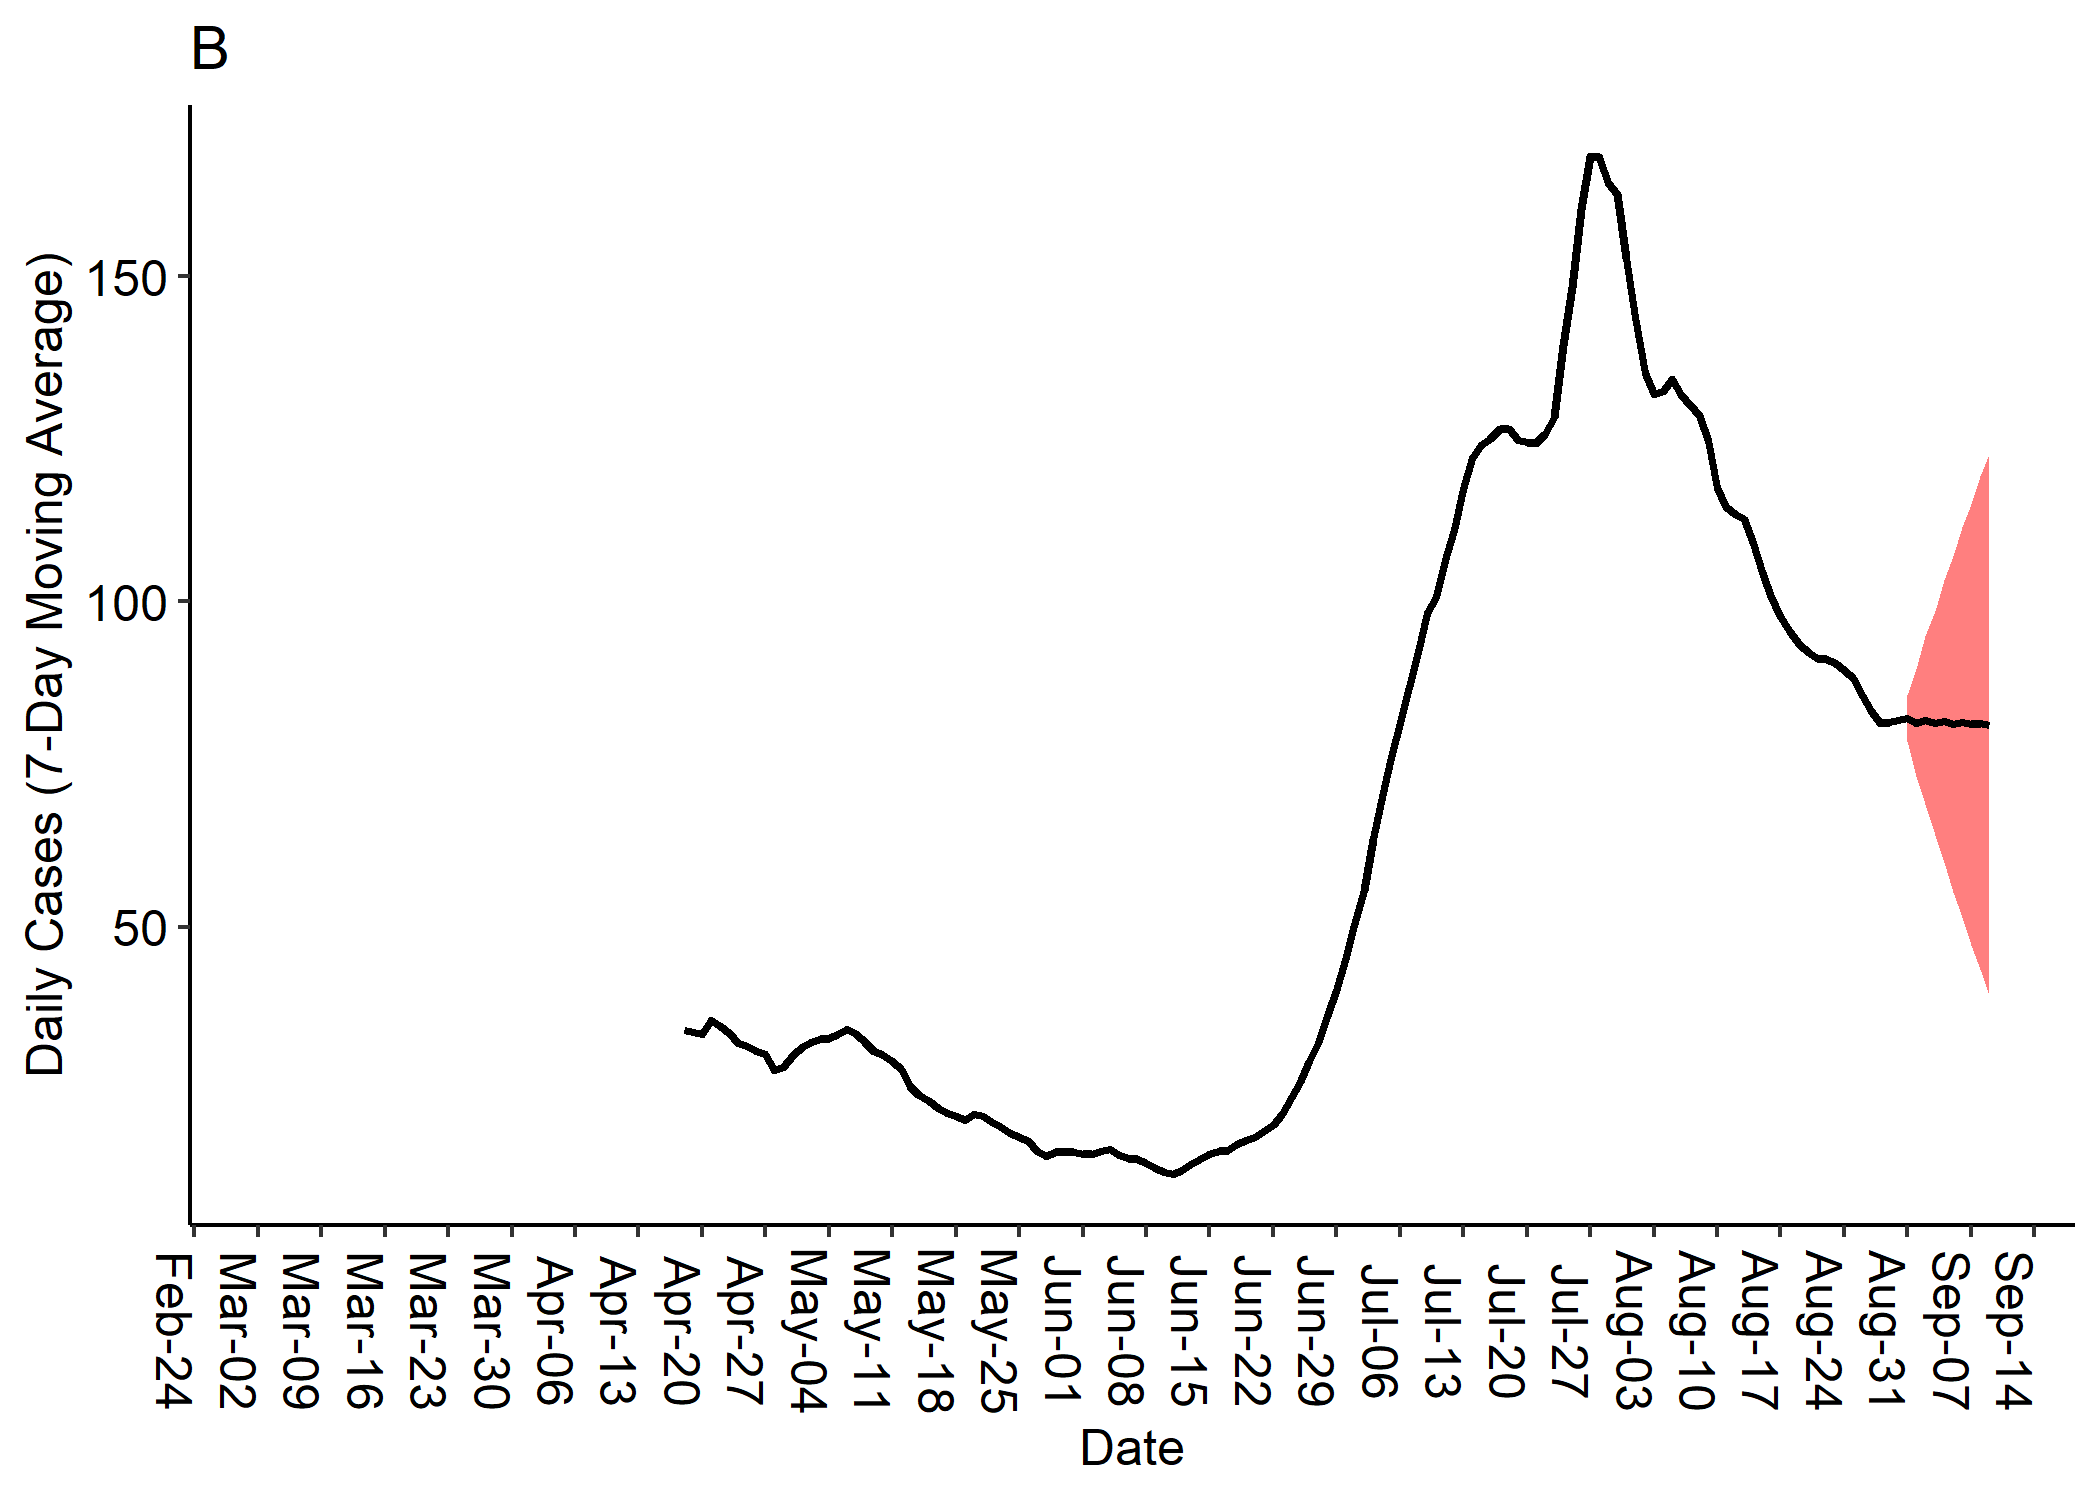 B
Daily Cases (7-Day Moving Average)
150
100
50
Feb-24
Mar-02
Mar-09
Mar-16
Mar-23
Mar-30
Apr-06
Apr-13
Apr-20
Apr-27
May-04
May-11
May-18
May-25
Jun-01
Jun-08
Jun-15
Jun-22
Jun-29
Jul-06
Jul-13
Jul-20
Jul-27
Aug-03
Aug-10
Aug-17
Aug-24
Aug-31
Sep-07
Sep-14
Date